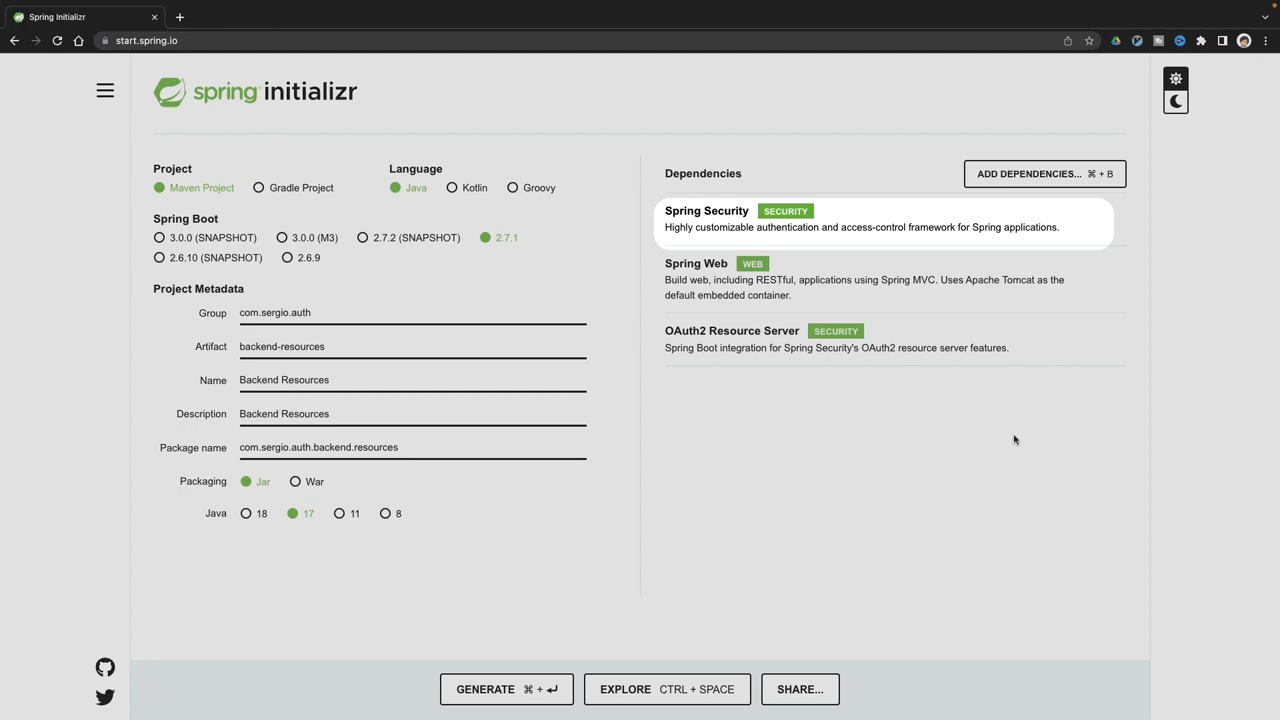 Spring Initializr
start.spring.io
spring initializr
Project
Maven Project Gradle Project
Language
Java Kotlin Groovy
Spring Boot
3.0.0 (SNAPSHOT) 3.0.0 (M3) 2.7.2 (SNAPSHOT) 2.7.1
2.6.10 (SNAPSHOT) 2.6.9
Project Metadata
Group com.sergio.auth
Artifact backend-resources
Name Backend Resources
Description Backend Resources
Package name com.sergio.auth.backend.resources
Packaging Jar War
Java 18 17 11 8
Dependencies ADD DEPENDENCIES... ⌘ + B
Spring Security SECURITY
Highly customizable authentication and access-control framework for Spring applications.
Spring Web WEB
Build web, including RESTful, applications using Spring MVC. Uses Apache Tomcat as the
default embedded container.
OAuth2 Resource Server SECURITY
Spring Boot integration for Spring Security's OAuth2 resource server features.
GENERATE ⌘ + ↵ EXPLORE CTRL + SPACE SHARE...